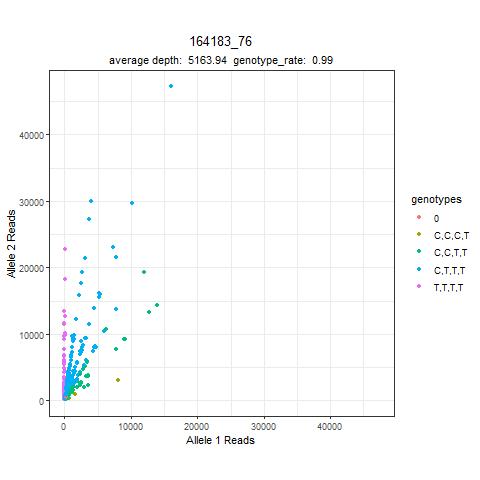 164183_76
average depth:  5163.94  genotype_rate:  0.99
Allele 2 Reads
40000
30000
20000
10000
0
0
10000
20000
30000
40000
Allele 1 Reads
genotypes
0
C,C,C,T
C,C,T,T
C,T,T,T
T,T,T,T